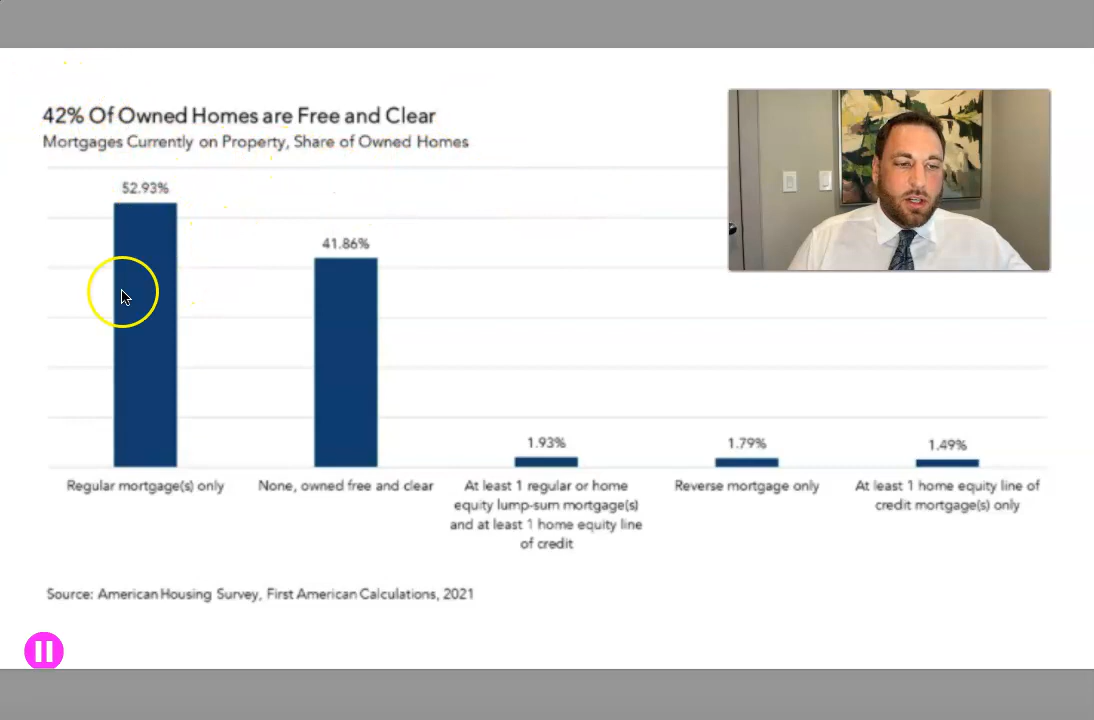 42% Of Owned Homes are Free and Clear
Mortgages Currently on Property, Share of Owned Homes
52.93%
41.86%
1.93%
1.79%
1.49%
Regular mortgage(s) only
None, owned free and clear
At least 1 regular or home
equity lump-sum mortgage(s)
and at least 1 home equity line
of credit
Reverse mortgage only
At least 1 home equity line of
credit mortgage(s) only
Source: American Housing Survey, First American Calculations, 2021